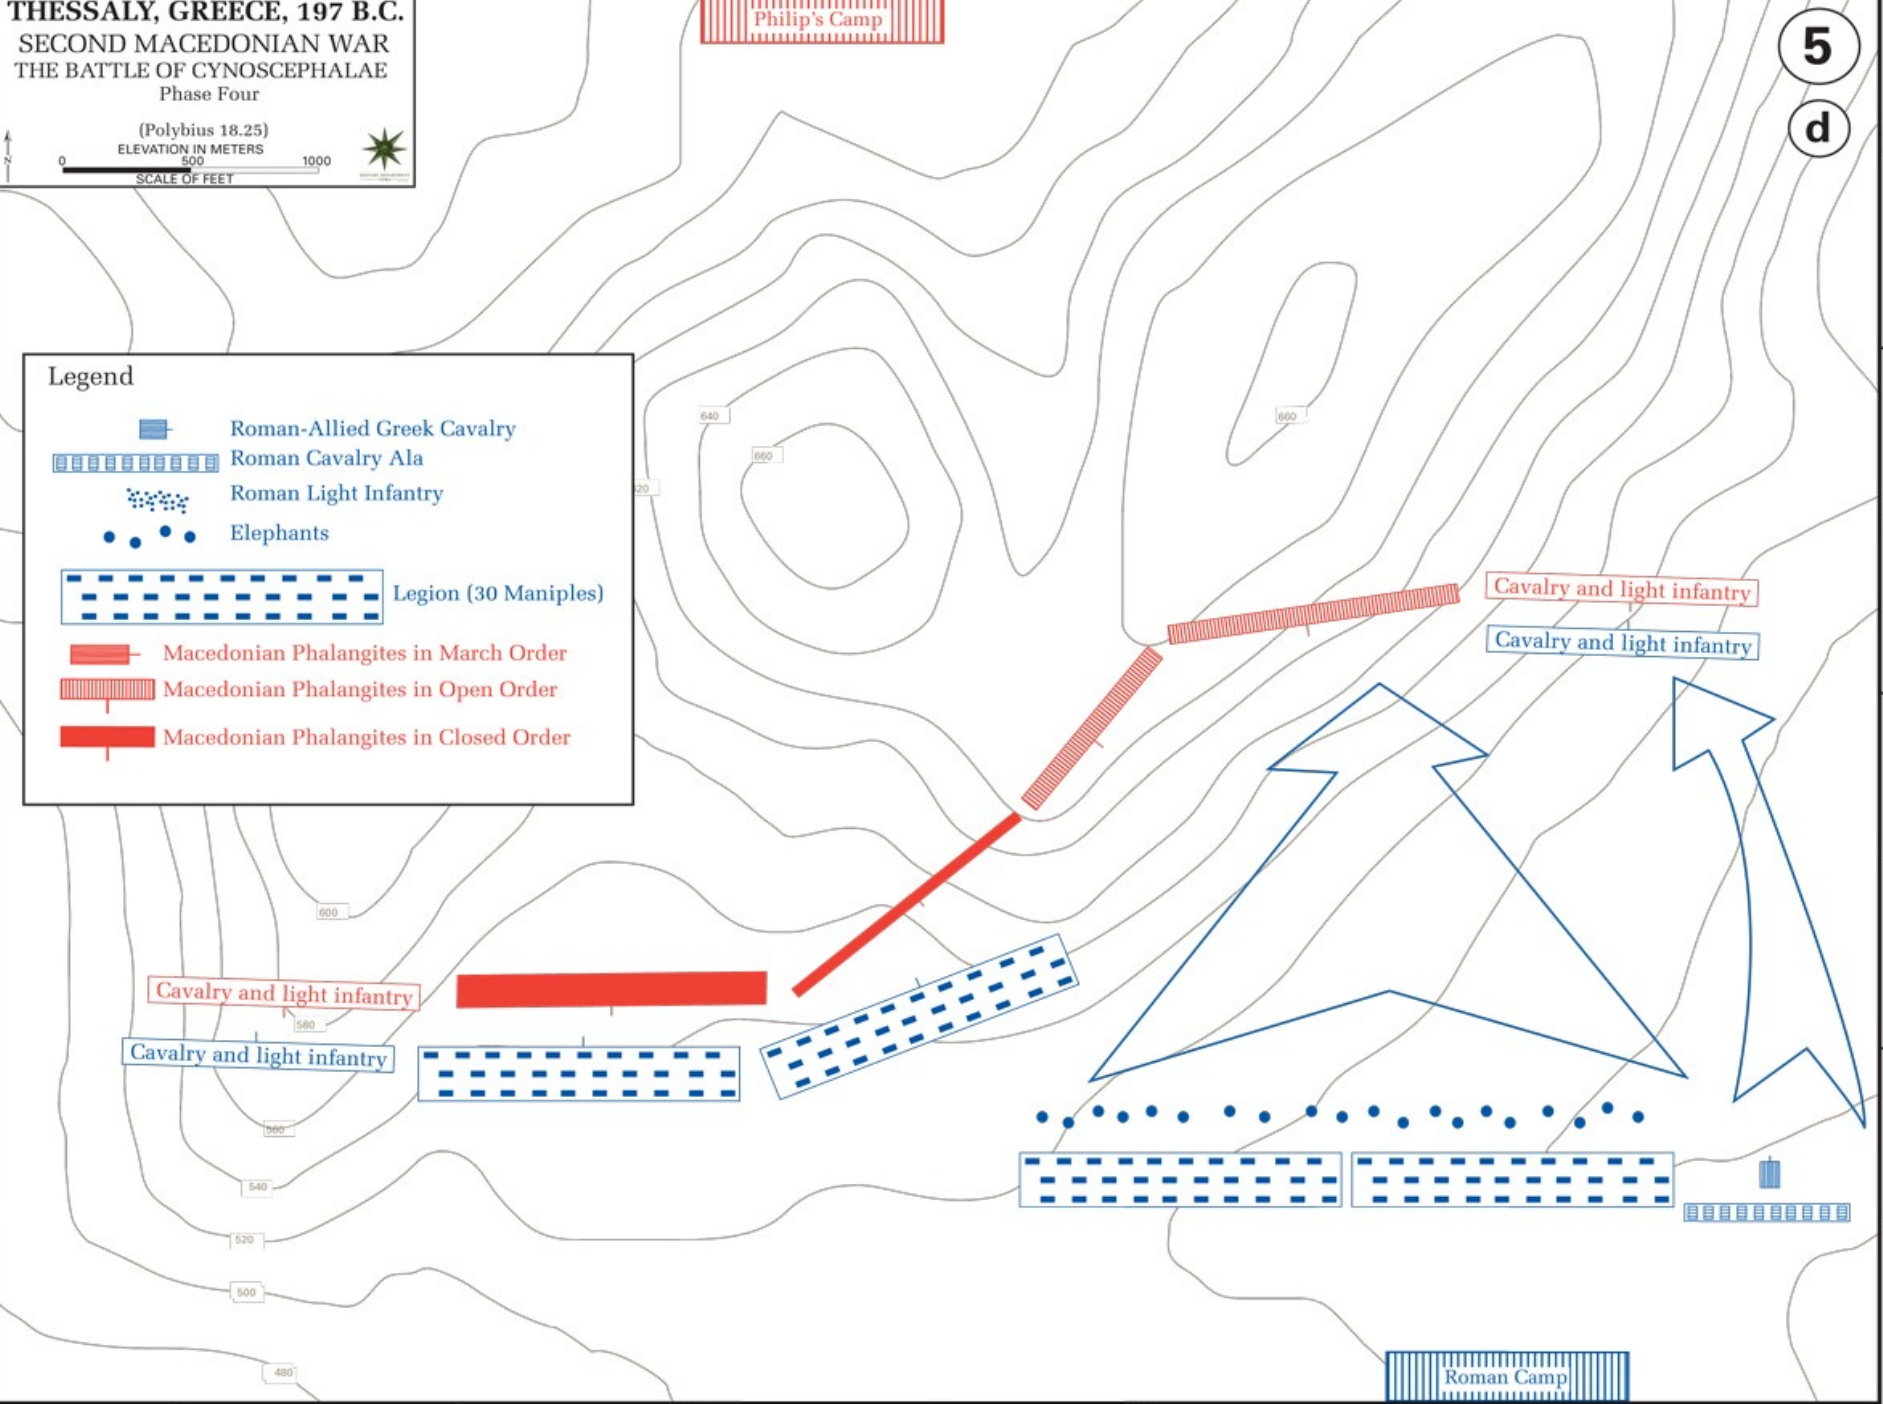 THESSALY, GREECE, 197 B.C.
SECOND MACEDONIAN WAR
THE BATTLE OF CYNOSCEPHALAE
Phase Four
(Polybius 18.25)
ELEVATION IN METERS
0 500 1000
SCALE OF FEET
N
Philip's Camp
5
d
Legend
Roman-Allied Greek Cavalry
Roman Cavalry Ala
Roman Light Infantry
Elephants
Legion (30 Maniples)
Macedonian Phalangites in March Order
Macedonian Phalangites in Open Order
Macedonian Phalangites in Closed Order
640
660
660
Cavalry and light infantry
Cavalry and light infantry
600
Cavalry and light infantry
580
Cavalry and light infantry
560
540
520
500
480
Roman Camp